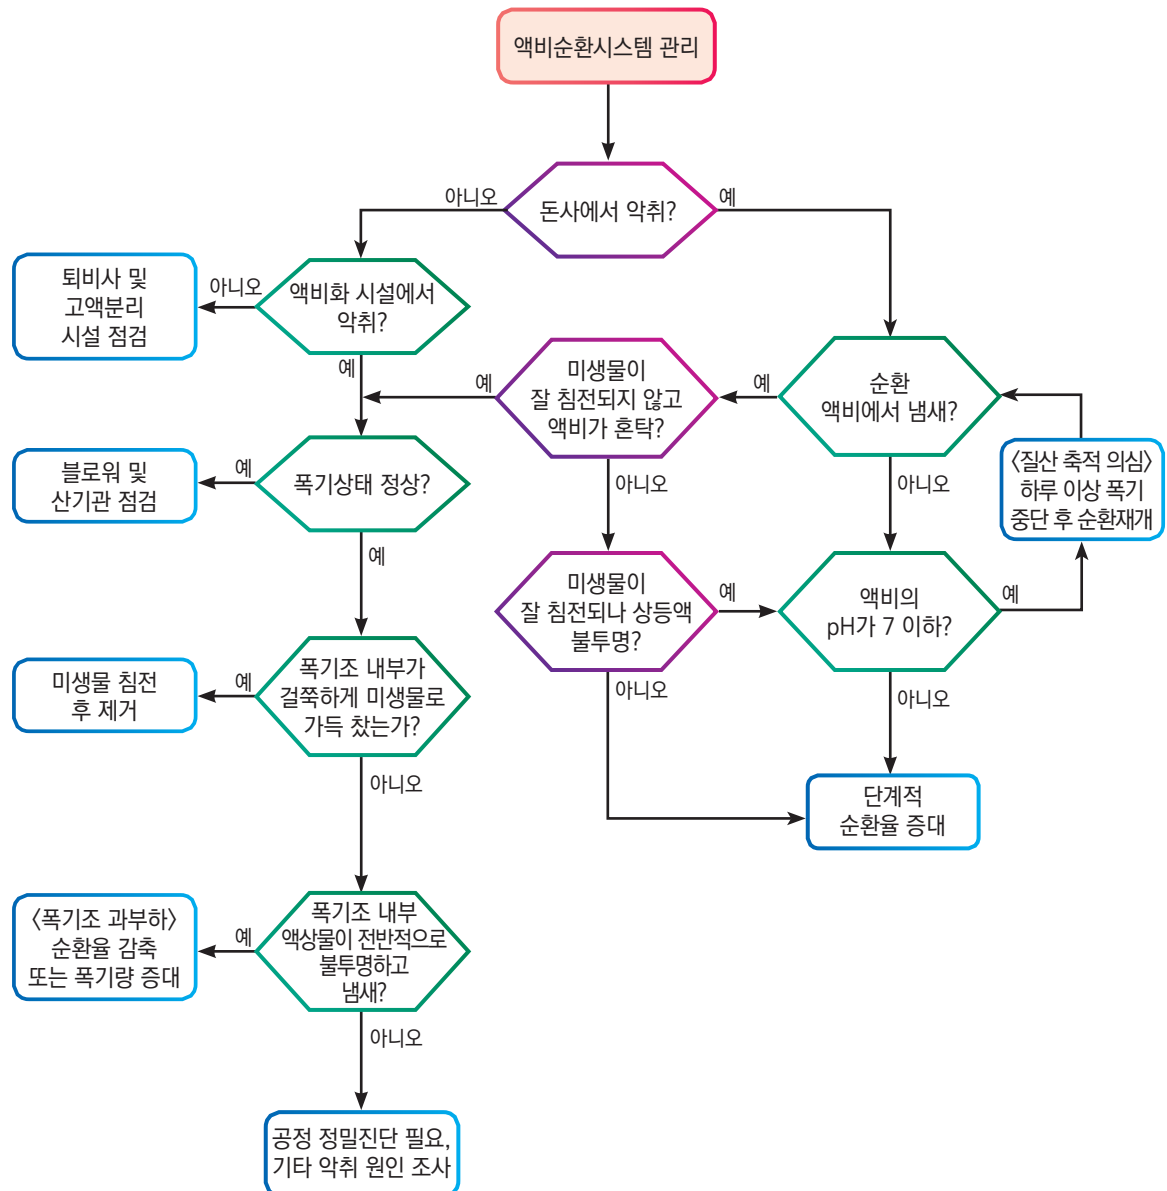 액비순환시스템 관리
아니오
돈사에서 악취?
예
퇴비사 및
고액분리
시설 점검
아니오
액비화 시설에서
악취?
예
미생물이
잘 침전되지 않고
액비가 혼탁?
예
예
순환
액비에서 냄새?
블로워 및
산기관 점검
예
폭기상태 정상?
아니오
아니오
〈질산 축적 의심〉
하루 이상 폭기
중단 후 순환재개
예
미생물이
잘 침전되나 상등액
불투명?
예
액비의
pH가 7 이하?
예
미생물 침전
후 제거
예
폭기조 내부가
걸쭉하게 미생물로
가득 찼는가?
아니오
아니오
아니오
단계적
순환율 증대
〈폭기조 과부하〉
순환율 감축
또는 폭기량 증대
예
폭기조 내부
액상물이 전반적으로
불투명하고
냄새?
아니오
공정 정밀진단 필요,
기타 악취 원인 조사